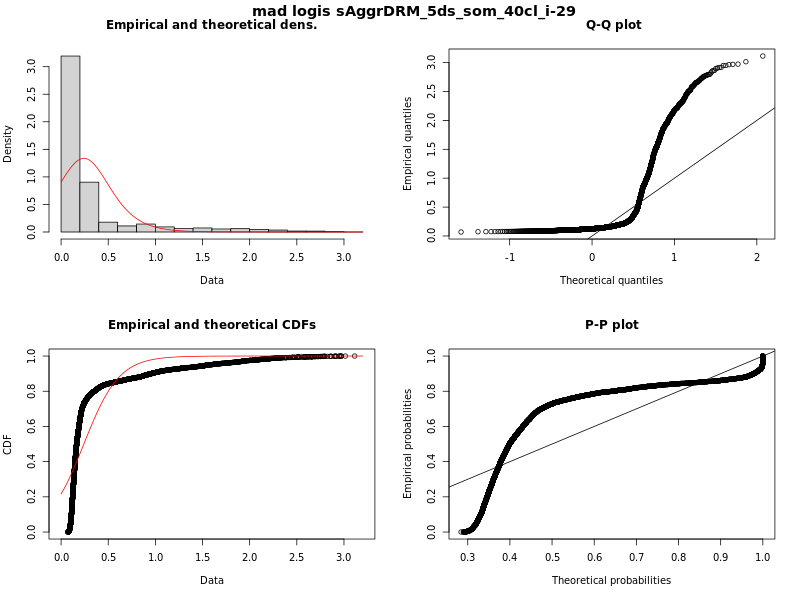 mad logis sAggrDRM_5ds_som_40cl_i-29
Empirical and theoretical dens.
Density
0.0 0.5 1.0 1.5 2.0 2.5 3.0
0.0 0.5 1.0 1.5 2.0 2.5 3.0
Data
Q-Q plot
Empirical quantiles
0.0 0.5 1.0 1.5 2.0 2.5 3.0
-1 0 1 2
Theoretical quantiles
Empirical and theoretical CDFs
CDF
0.0 0.2 0.4 0.6 0.8 1.0
0.0 0.5 1.0 1.5 2.0 2.5 3.0
Data
P-P plot
Empirical probabilities
0.0 0.2 0.4 0.6 0.8 1.0
0.3 0.4 0.5 0.6 0.7 0.8 0.9 1.0
Theoretical probabilities